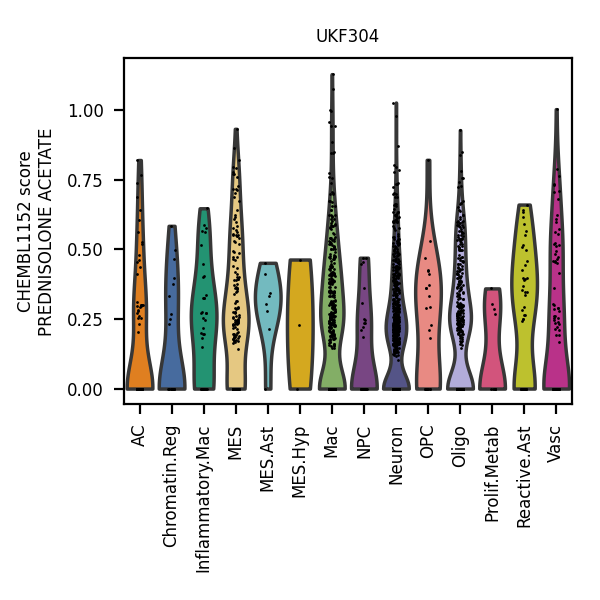 UKF304
CHEMBL1152 score
PREDNISOLONE ACETATE
1.00
0.75
0.50
0.25
0.00
AC
Chromatin.Reg
Inflammatory.Mac
MES
MES.Ast
MES.Hyp
Mac
NPC
Neuron
OPC
Oligo
Prolif.Metab
Reactive.Ast
Vasc